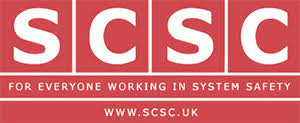 SCSC
FOR EVERYONE WORKING IN SYSTEM SAFETY
WWW.SCSC.UK